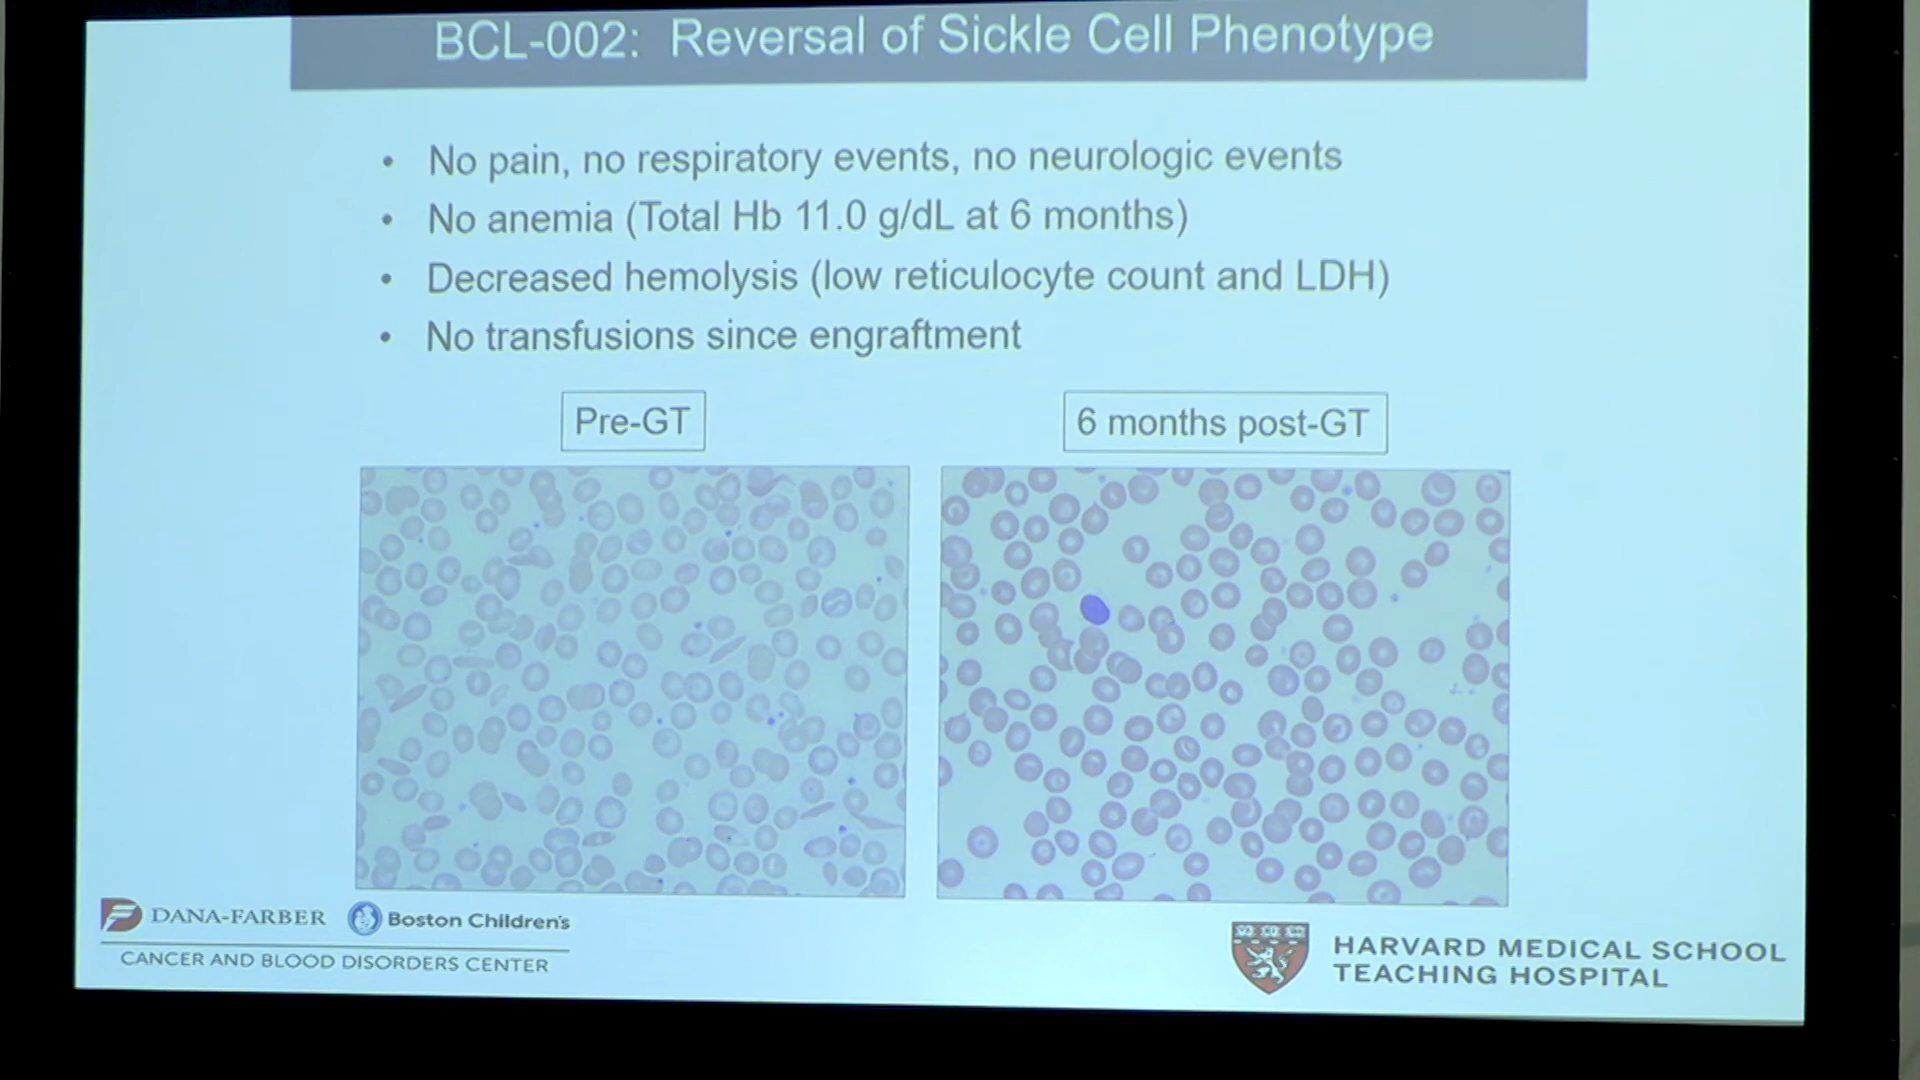 BCL-002: Reversal of Sickle Cell Phenotype
• No pain, no respiratory events, no neurologic events
• No anemia (Total Hb 11.0 g/dL at 6 months)
• Decreased hemolysis (low reticulocyte count and LDH)
• No transfusions since engraftment
Pre-GT
6 months post-GT
DANA-FARBER
Boston Children's
CANCER AND BLOOD DISORDERS CENTER
HARVARD MEDICAL SCHOOL
TEACHING HOSPITAL